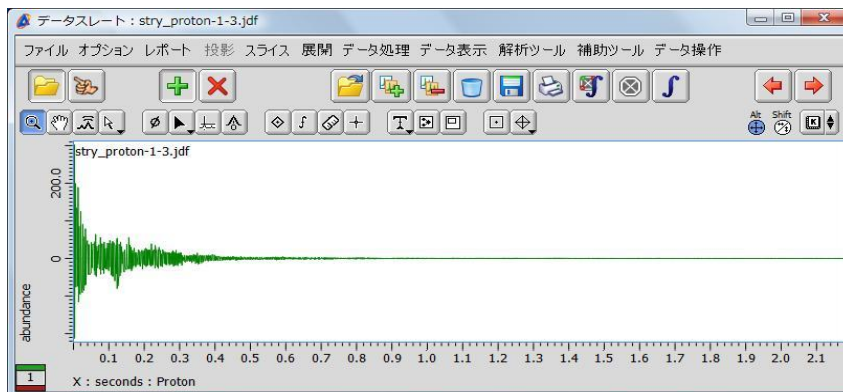 データスレート : stry_proton-1-3.jdf
ファイル オプション レポート 投影 スライス 展開 データ処理 データ表示 解析ツール 補助ツール データ操作
Alt Shift
stry_proton-1-3.jdf
200.0
0
abundance
0.1 0.2 0.3 0.4 0.5 0.6 0.7 0.8 0.9 1.0 1.1 1.2 1.3 1.4 1.5 1.6 1.7 1.8 1.9 2.0 2.1
1
X : seconds : Proton